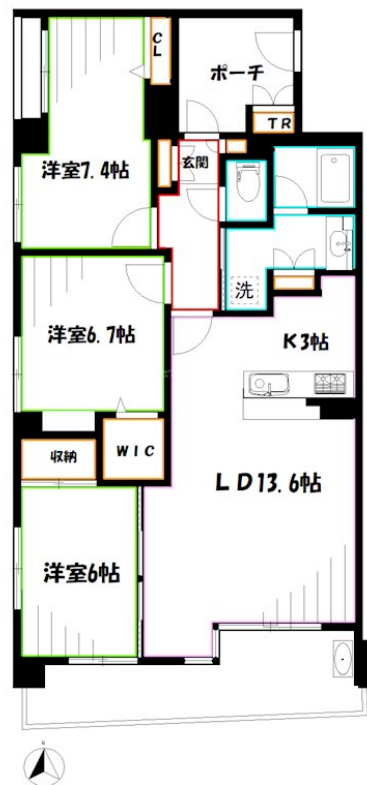 CL
ポーチ
TR
玄関
洋室7.4帖
洗
洋室6.7帖
K3帖
WIC
収納
LD13.6帖
洋室6帖
N